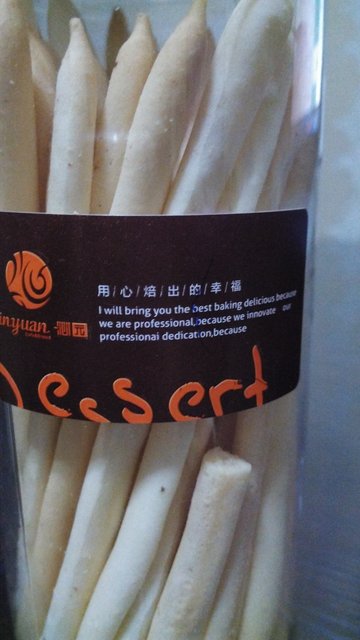 用/心/焙/出/的/幸/福
I will bring you the best baking delicious because
we are professional,because we innovate our
professionai dedication,because
inyuan
Dessert